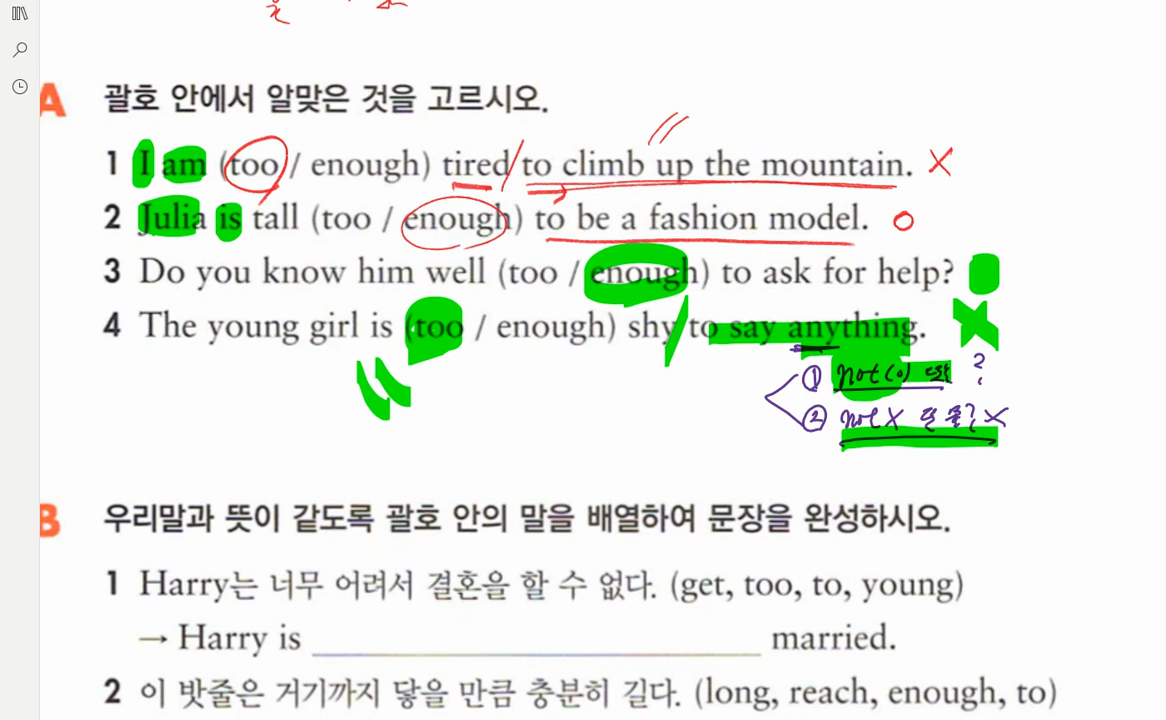 A 괄호 안에서 알맞은 것을 고르시오.
1 I am (too / enough) tired/to climb up the mountain. X
2 Julia is tall (too / enough) to be a fashion model. O
3 Do you know him well (too / enough) to ask for help?
4 The young girl is (too / enough) shy/to say anything. X
① not(o) ?
② not X X
B 우리말과 뜻이 같도록 괄호 안의 말을 배열하여 문장을 완성하시오.
1 Harry는 너무 어려서 결혼을 할 수 없다. (get, too, to, young)
→ Harry is ____ married.
2 이 밧줄은 거기까지 닿을 만큼 충분히 길다. (long, reach, enough, to)